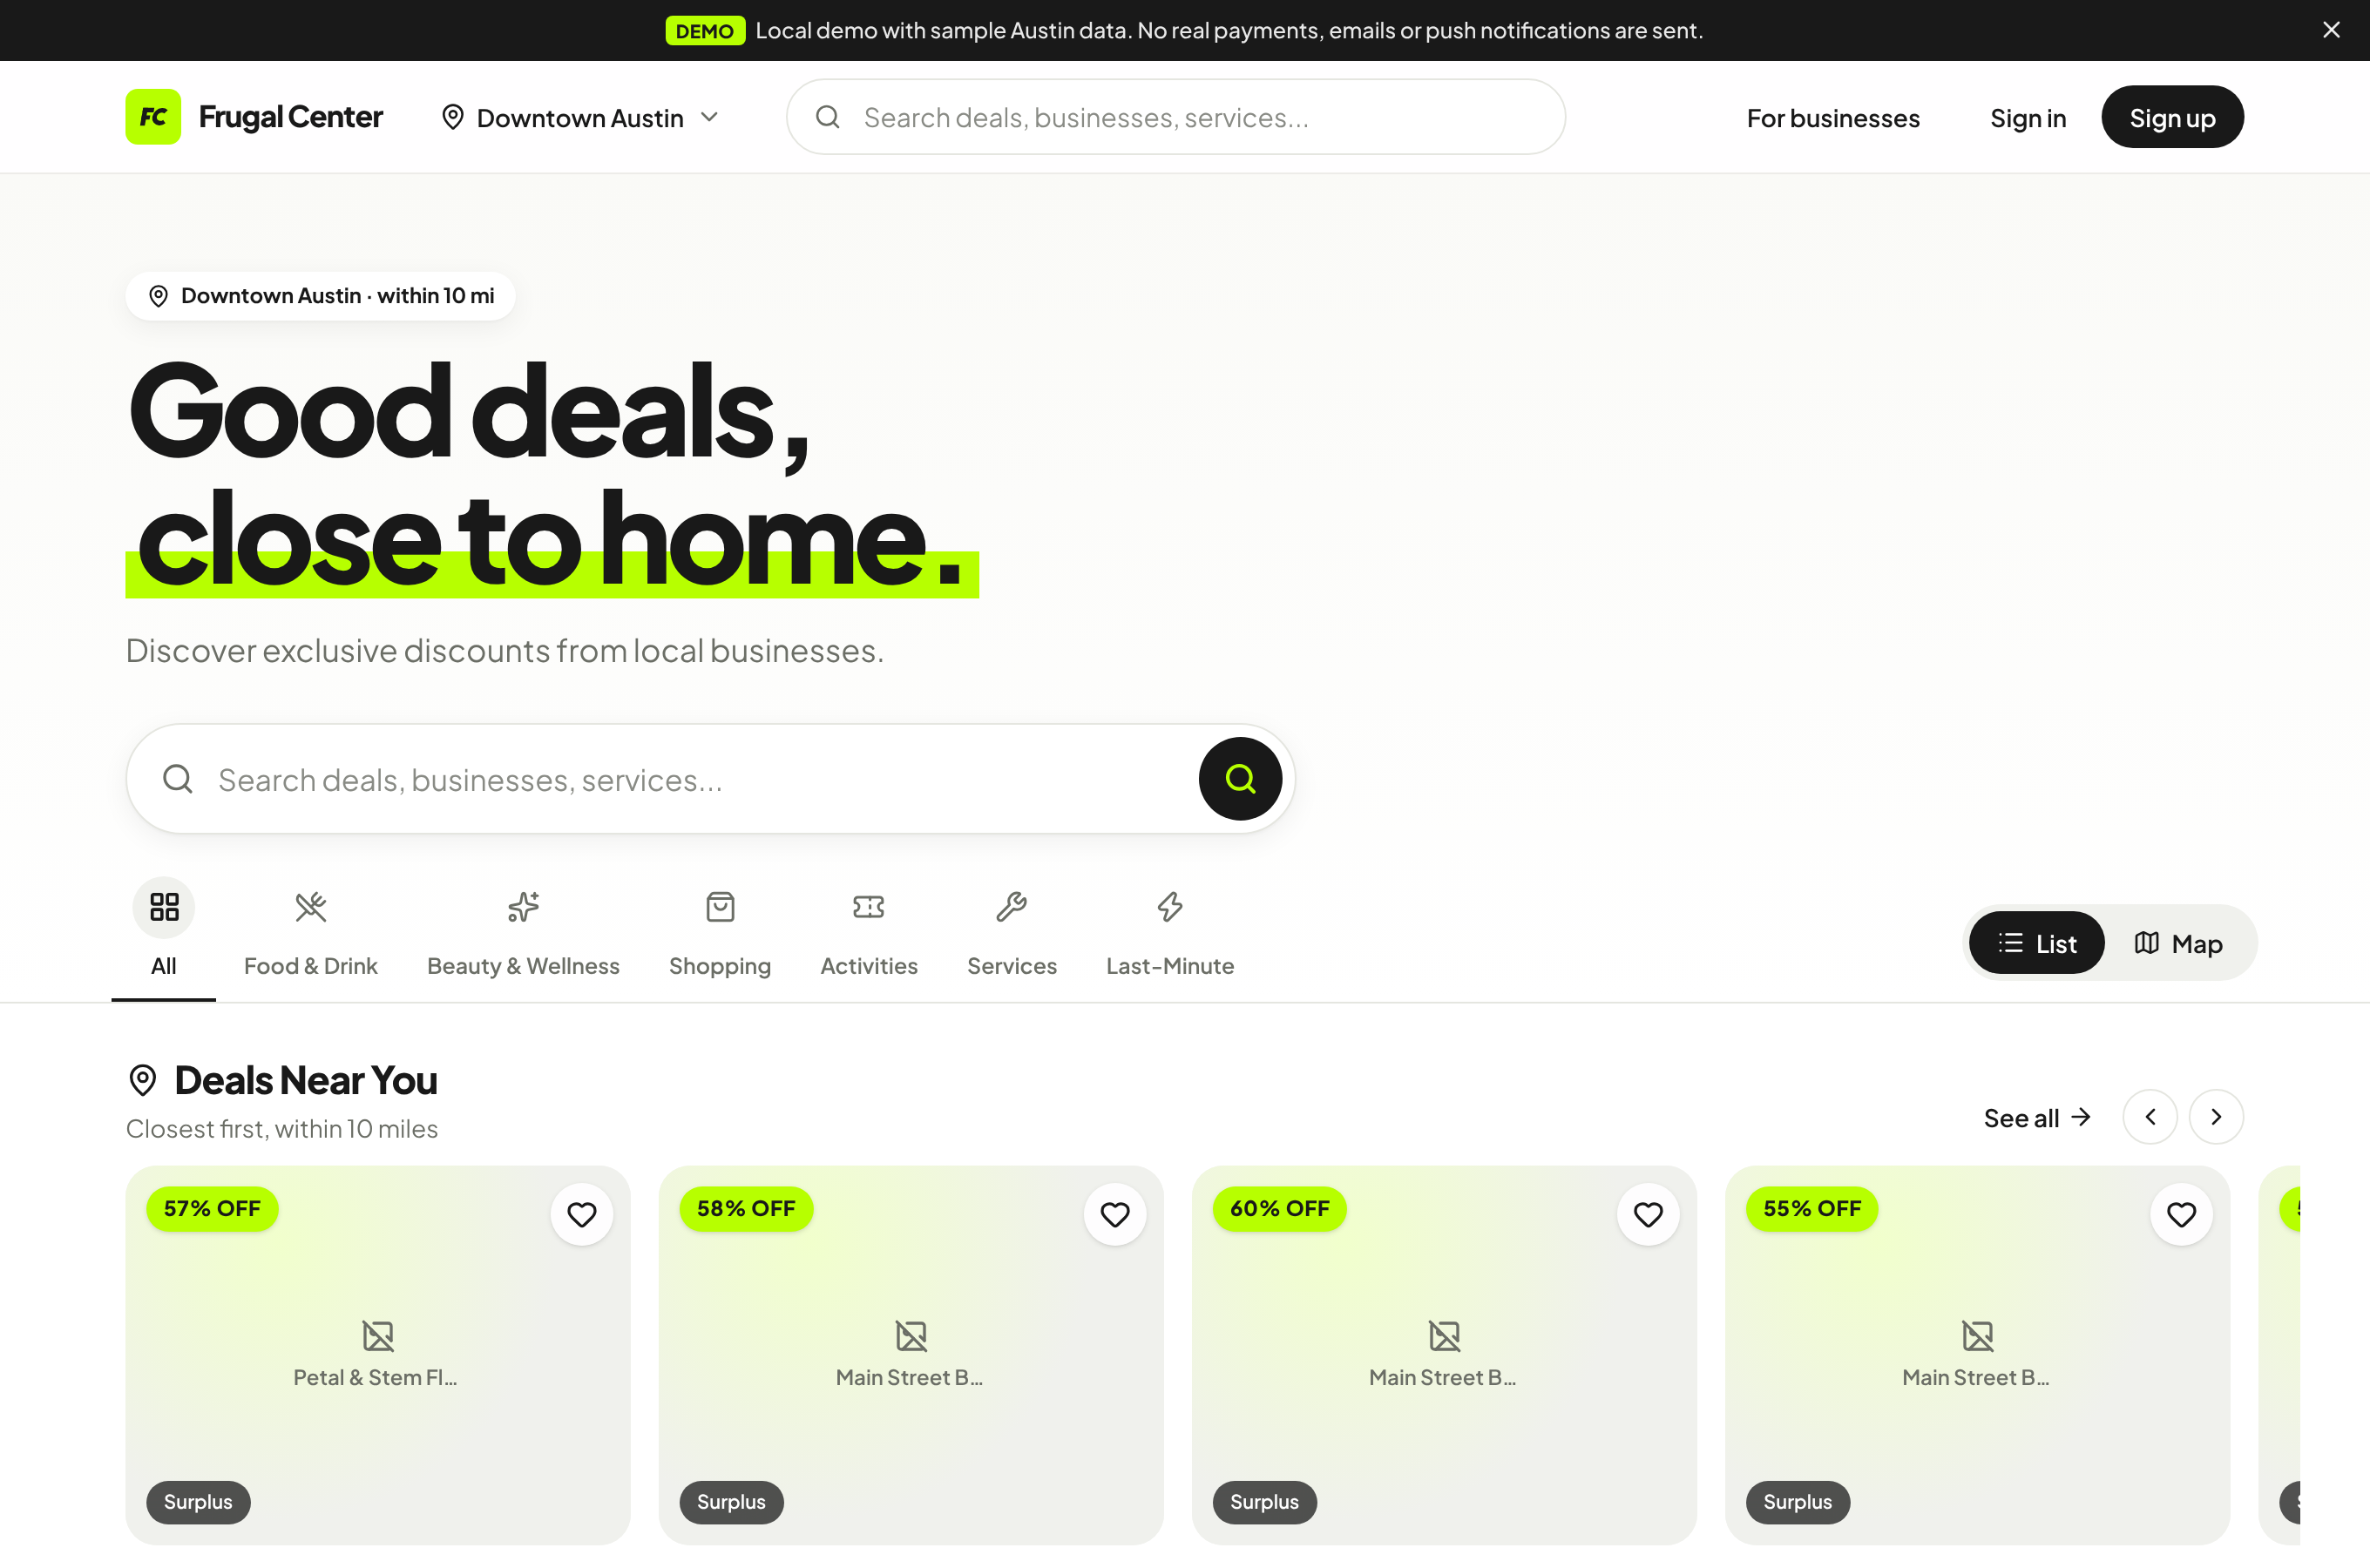 DEMO Local demo with sample Austin data. No real payments, emails or push notifications are sent.
FC Frugal Center Downtown Austin Search deals, businesses, services... For businesses Sign in Sign up
Downtown Austin · within 10 mi
Good deals,
close to home.
Discover exclusive discounts from local businesses.
Search deals, businesses, services...
All Food & Drink Beauty & Wellness Shopping Activities Services Last-Minute List Map
Deals Near You
Closest first, within 10 miles
See all
57% OFF 58% OFF 60% OFF 55% OFF
Petal & Stem Fl... Main Street B... Main Street B... Main Street B...
Surplus Surplus Surplus Surplus